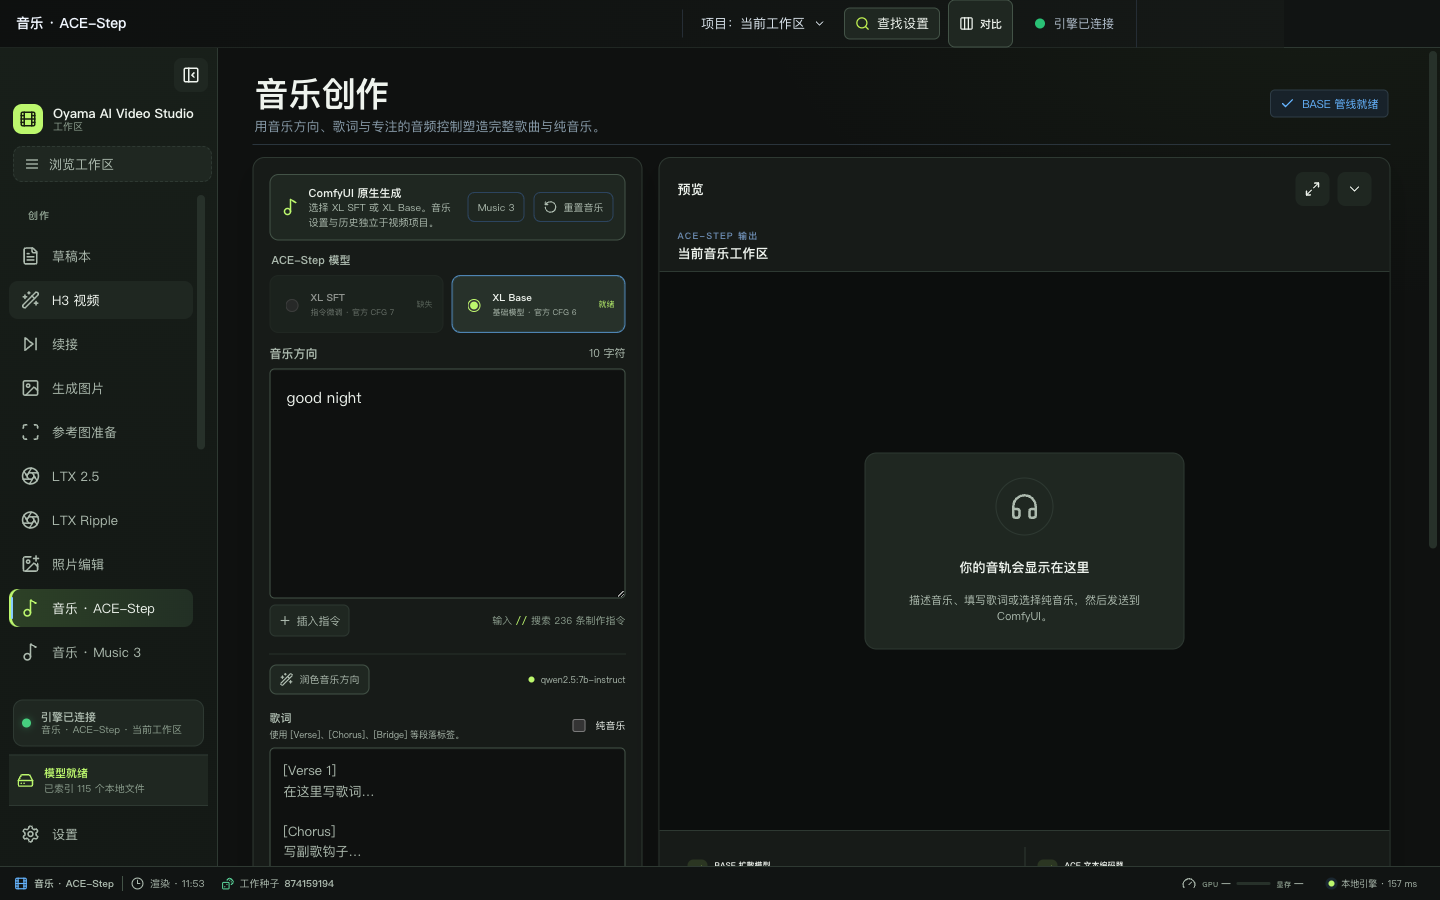 音乐 · ACE-Step
项目: 当前工作区
查找设置
对比
引擎已连接
Oyama AI Video Studio
工作区
浏览工作区
创作
草稿本
H3 视频
续接
生成图片
参考图准备
LTX 2.5
LTX Ripple
照片编辑
音乐 · ACE-Step
音乐 · Music 3
引擎已连接
音乐 · ACE-Step · 当前工作区
模型就绪
已索引 115 个本地文件
设置
音乐创作
用音乐方向、歌词与专注的音频控制塑造完整歌曲与纯音乐。
BASE 管线就绪
ComfyUI 原生生成
选择 XL SFT 或 XL Base。音乐
设置与历史独立于视频项目。
Music 3
重置音乐
ACE-Step 模型
XL SFT
指令微调 · 官方 CFG 7
缺失
XL Base
基础模型 · 官方 CFG 6
就绪
音乐方向
10 字符
good night
插入指令
输入 // 搜索 236 条制作指令
润色音乐方向
qwen2.5:7b-instruct
歌词
使用 [Verse]、[Chorus]、[Bridge] 等段落标签。
纯音乐
[Verse 1]
在这里写歌词...
[Chorus]
写副歌钩子...
预览
ACE-STEP 输出
当前音乐工作区
你的音轨会显示在这里
描述音乐、填写歌词或选择纯音乐，然后发送到
ComfyUI。
BASE 扩散模型
ACE 文本编码器
音乐 · ACE-Step
渲染 · 11:53
工作种子 874159194
GPU —
显存 —
本地引擎 · 157 ms